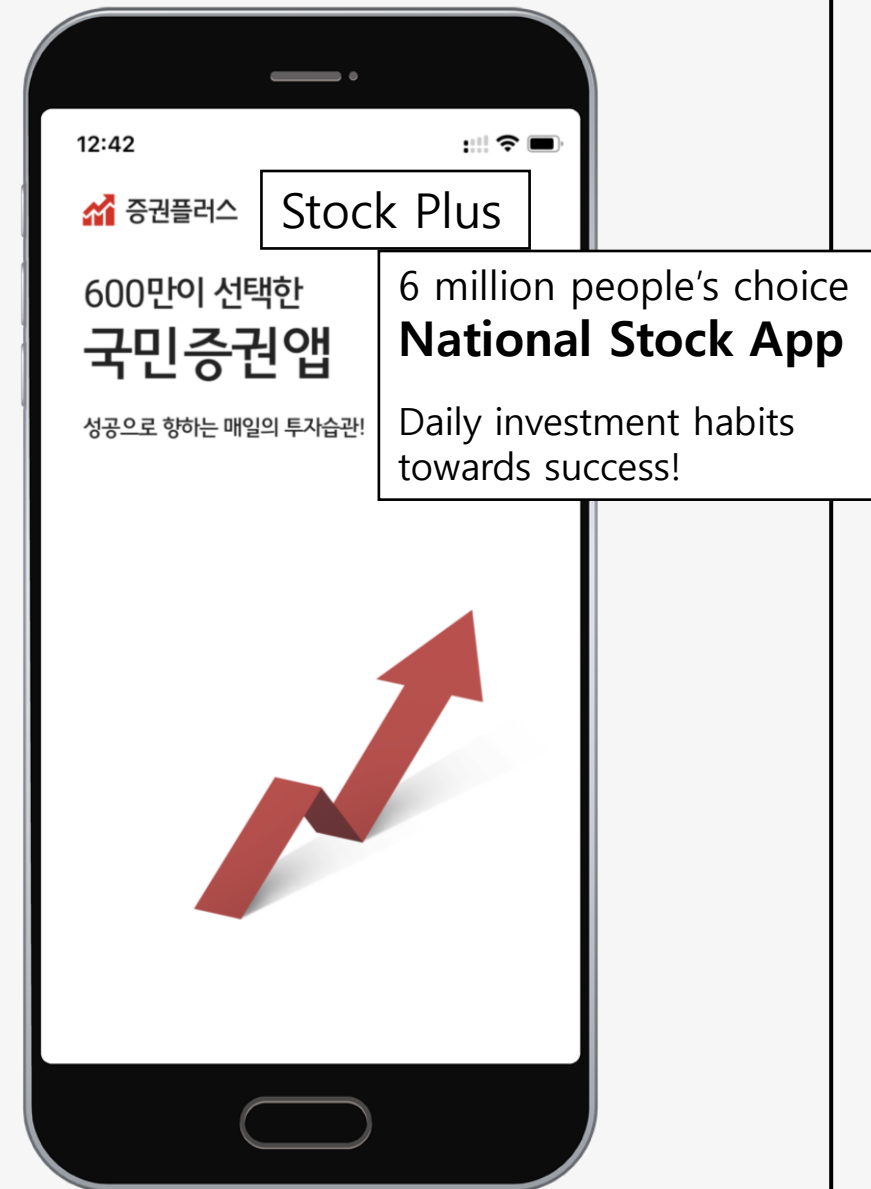 12:42
증권플러스
Stock Plus
600만이 선택한
국민증권앱
성공으로 향하는 매일의 투자습관!
6 million people’s choice
National Stock App
Daily investment habits
towards success!